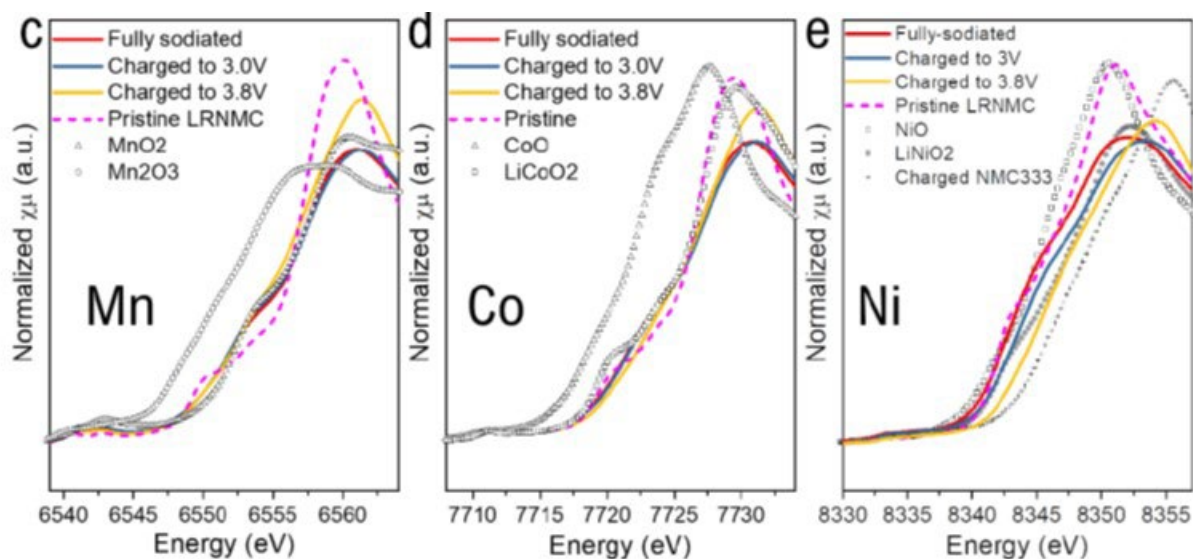 c
Fully sodiated
Charged to 3.0V
Charged to 3.8V
Pristine LRNMC
MnO2
Mn2O3
Mn
Normalized χμ (a.u.)
6540 6545 6550 6555 6560
Energy (eV)
d
Fully sodiated
Charged to 3.0V
Charged to 3.8V
Pristine
CoO
LiCoO2
Co
Normalized χμ (a.u.)
7710 7715 7720 7725 7730
Energy (eV)
e
Fully-sodiated
Charged to 3V
Charged to 3.8V
Pristine LRNMC
NiO
LiNiO2
Charged NMC333
Ni
Normalized χμ (a.u.)
8330 8335 8340 8345 8350 8355
Energy (eV)